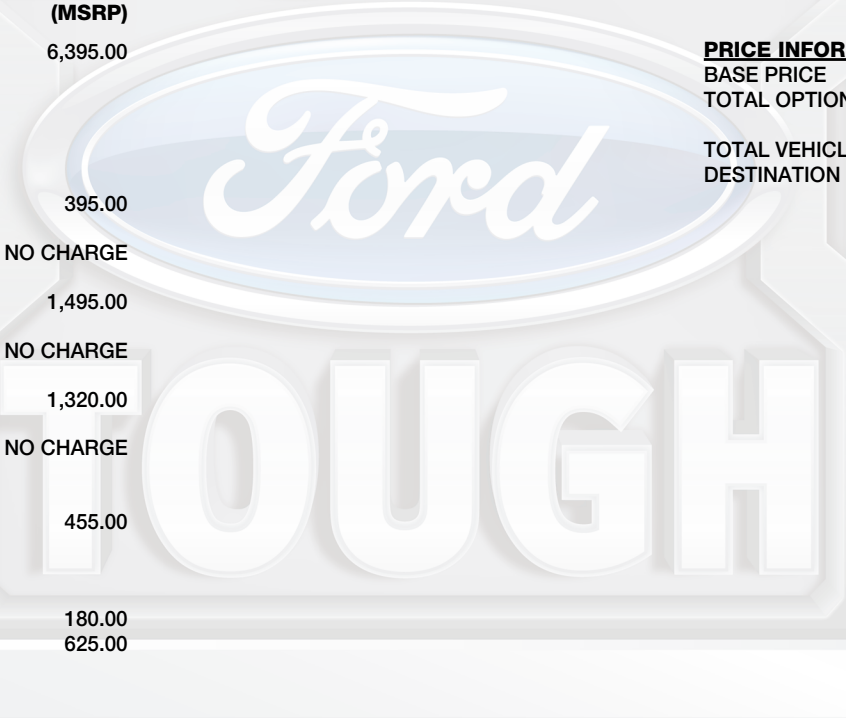 (MSRP)
6,395.00
395.00
NO CHARGE
1,495.00
NO CHARGE
1,320.00
NO CHARGE
455.00
180.00
625.00
PRICE INFOR
BASE PRICE
TOTAL OPTION
TOTAL VEHICL
DESTINATION
Ford
TOUGH